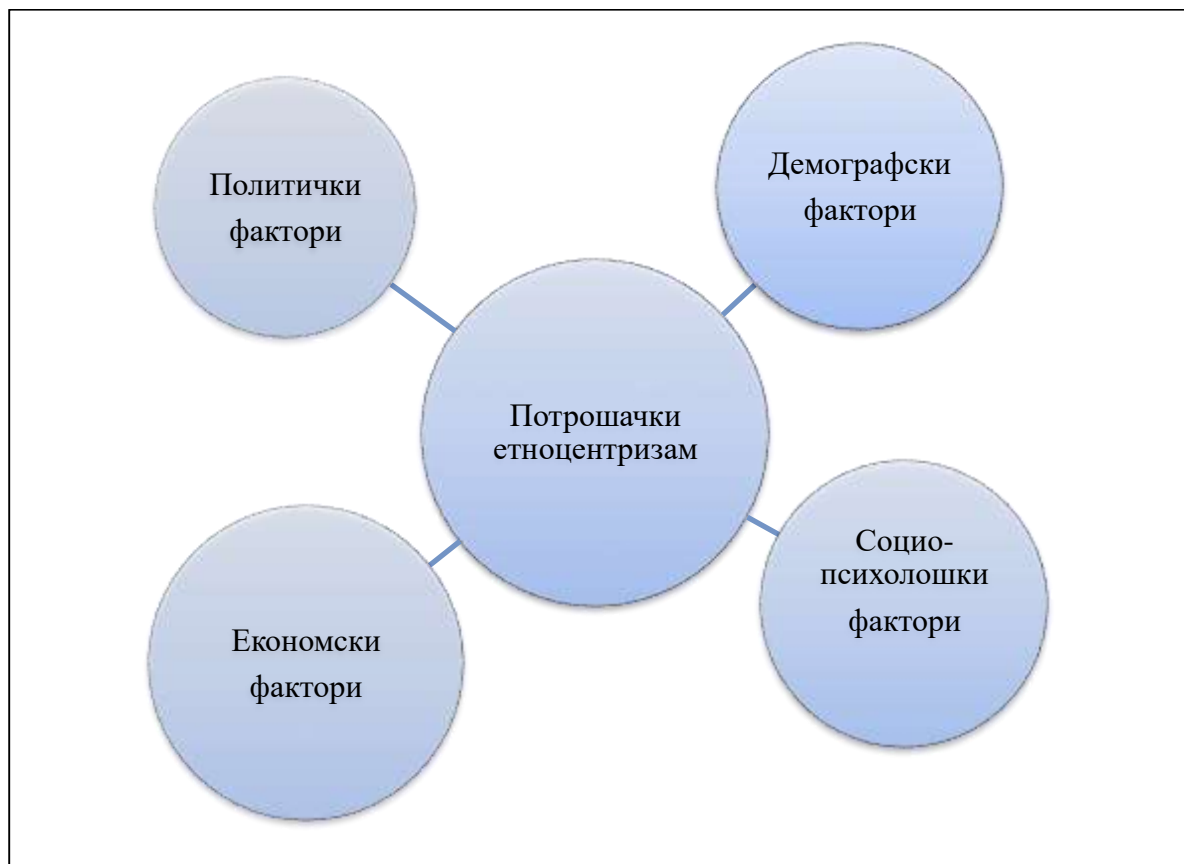 Политички
фактори
Демографски
фактори
Потрошачки
етноцентризам
Социо-
психолошки
фактори
Економски
фактори